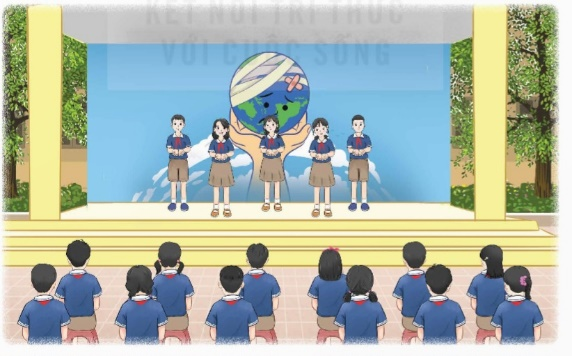 KẾT NỐI TRI THỨC
VỚI CUỘC SỐNG